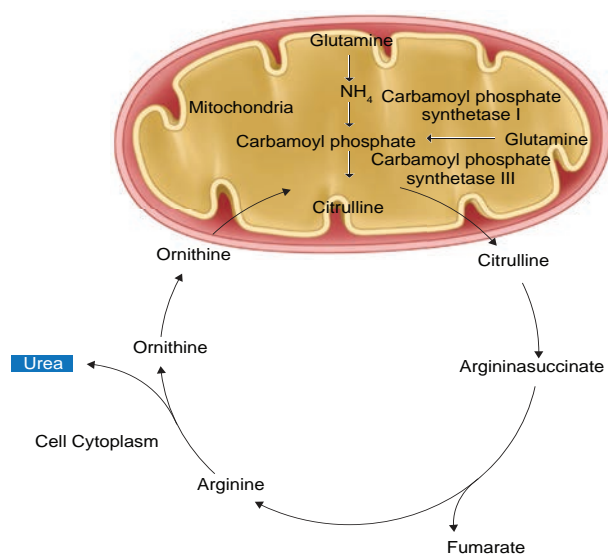 Glutamine
NH4
Mitochondria
Carbamoyl phosphate
synthetase I
Carbamoyl phosphate
Glutamine
Carbamoyl phosphate
synthetase III
Citrulline
Ornithine
Citrulline
Ornithine
Urea
Argininasuccinate
Cell Cytoplasm
Arginine
Fumarate